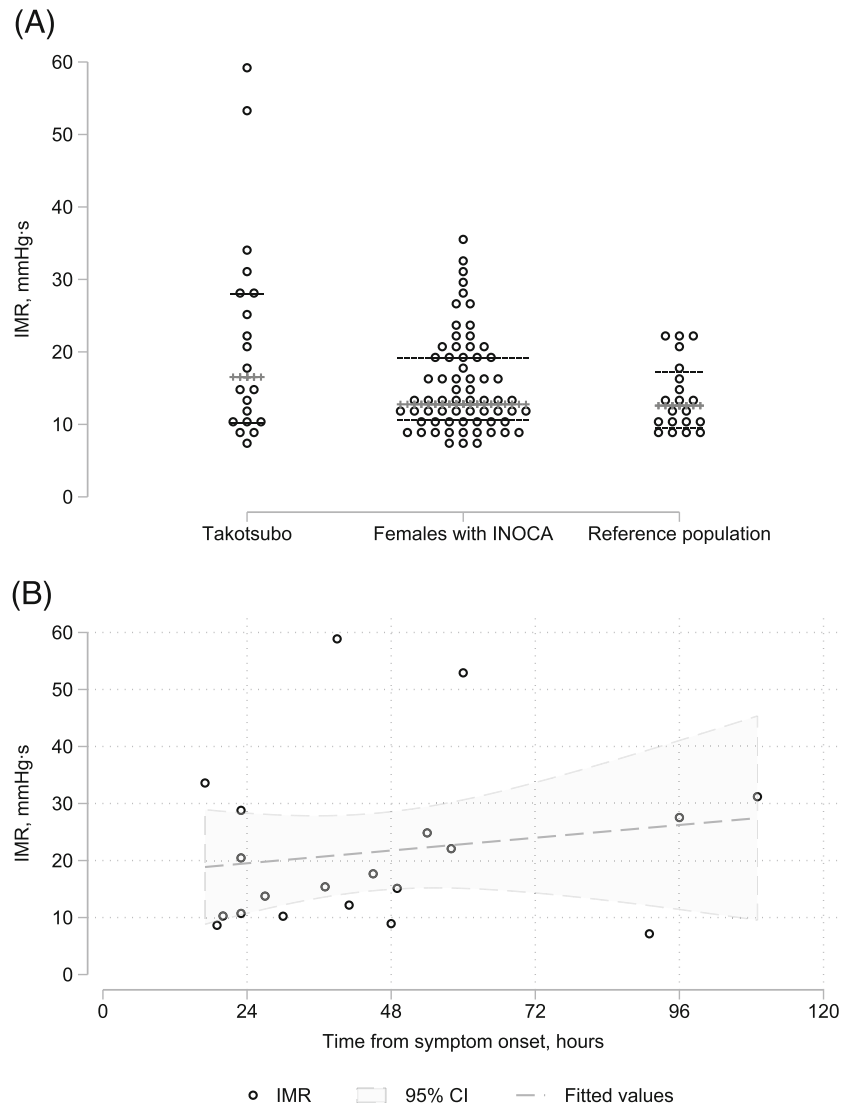 (A)
IMR, mmHg·s
60
50
40
30
20
10
0
Takotsubo Females with INOCA Reference population
(B)
IMR, mmHg·s
60
50
40
30
20
10
0
0 24 48 72 96 120
Time from symptom onset, hours
IMR 95% CI Fitted values